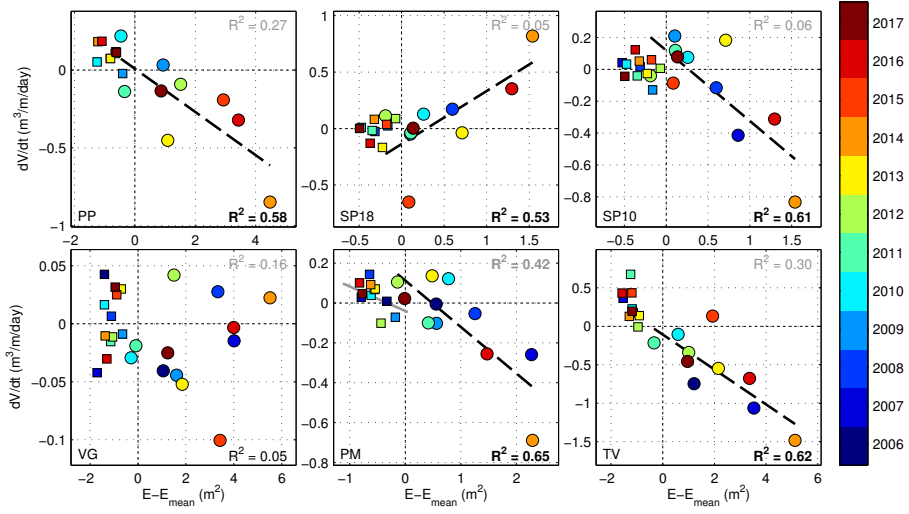 R² = 0.27
0
−0.5
−1
−2
0
2
4
dV/dt (m³/m/day)
PP
R² = 0.58
R² = 0.05
0.5
0
−0.5
−0.5
0
0.5
1
1.5
SP18
R² = 0.53
R² = 0.06
0.2
0
−0.2
−0.4
−0.6
−0.8
−0.5
0
0.5
1
1.5
SP10
R² = 0.61
R² = 0.16
0.05
0
−0.05
−0.1
−2
0
2
4
6
dV/dt (m³/m/day)
VG
R² = 0.05
E−E_mean (m²)
R² = 0.42
0.2
0
−0.2
−0.4
−0.6
−0.8
−1
0
1
2
PM
R² = 0.65
E−E_mean (m²)
R² = 0.30
1
0.5
0
−0.5
−1
−1.5
−2
0
2
4
TV
R² = 0.62
E−E_mean (m²)
2017
2016
2015
2014
2013
2012
2011
2010
2009
2008
2007
2006